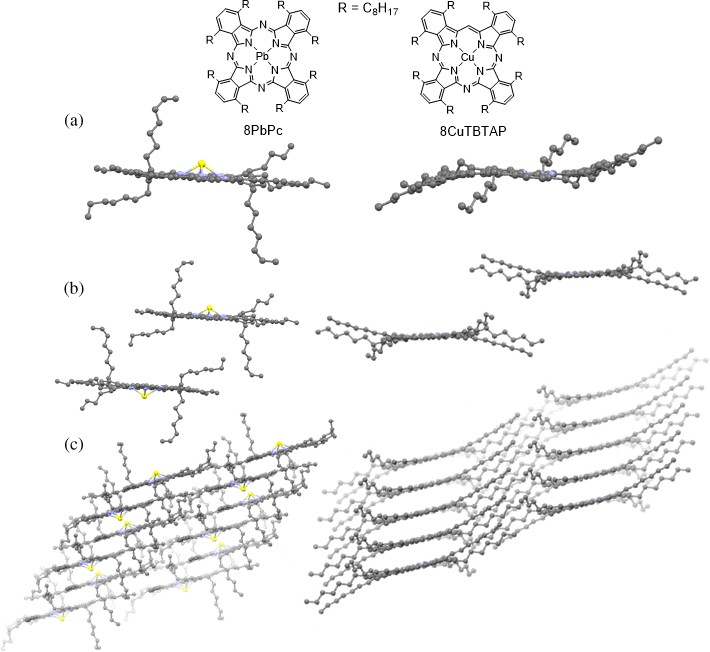 R = C8H17
R R R R
N
N N
N Pb N
N N
N
R R R R
8PbPc
R R R R
N N
N Cu N
N N
N
R R R R
8CuTBTAP
(a)
(b)
(c)